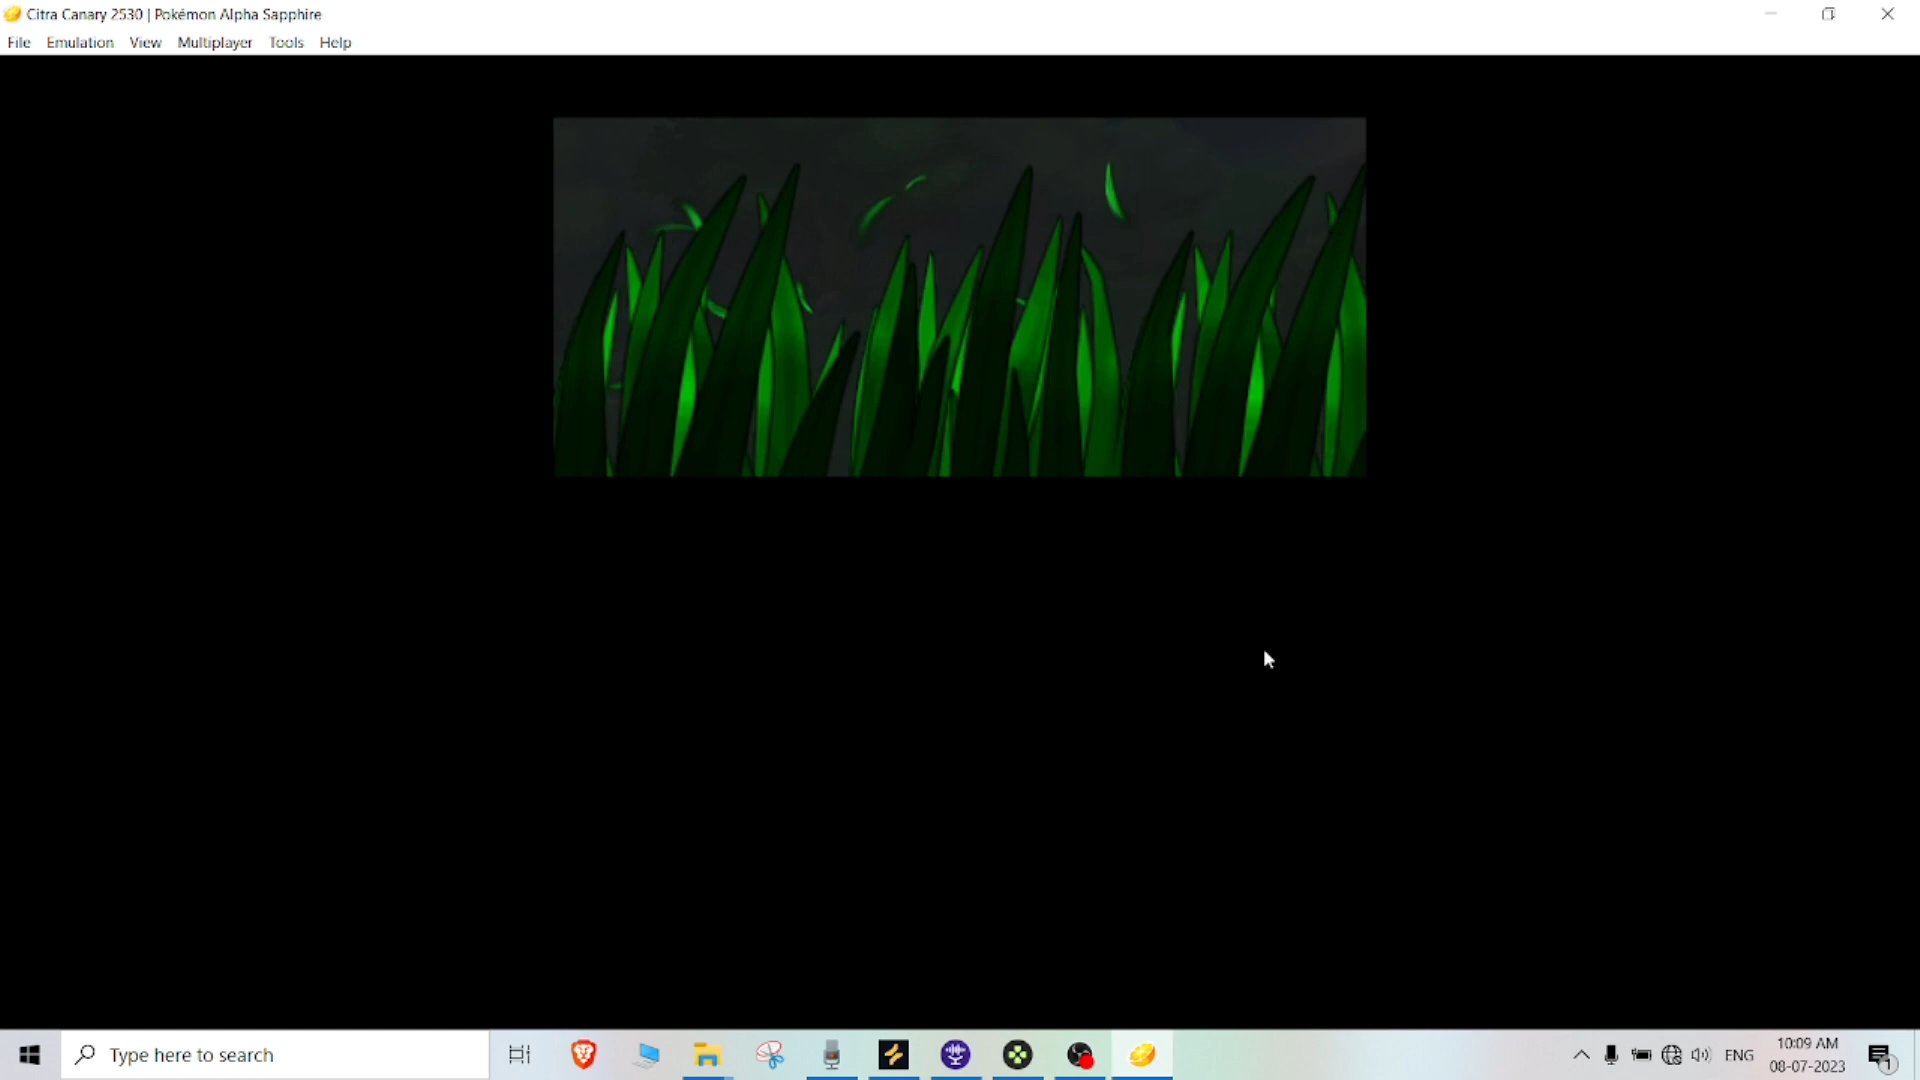 Citra Canary 2530 | Pokémon Alpha Sapphire
File Emulation View Multiplayer Tools Help
Type here to search
ENG
10:09 AM
08-07-2023
1